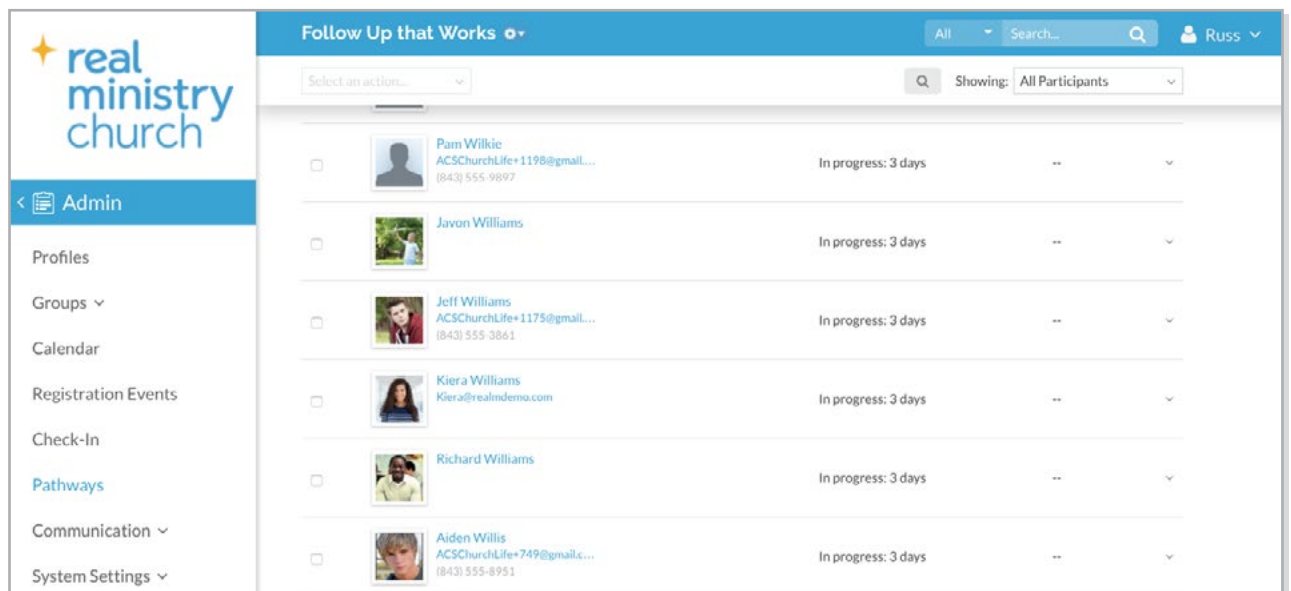 real
ministry
church
Admin
Profiles
Groups
Calendar
Registration Events
Check-In
Pathways
Communication
System Settings
Follow Up that Works
All
Search...
Russ
Select an action...
Showing:
All Participants
Pam Wilkie
ACSChurchLife+1198@gmail....
(843) 555-9897
In progress: 3 days
--
Javon Williams
In progress: 3 days
--
Jeff Williams
ACSChurchLife+1175@gmail....
(843) 555-3861
In progress: 3 days
--
Kiera Williams
Kiera@realmdemo.com
In progress: 3 days
--
Richard Williams
In progress: 3 days
--
Aiden Willis
ACSChurchLife+749@gmail.c...
(843) 555-8951
In progress: 3 days
--